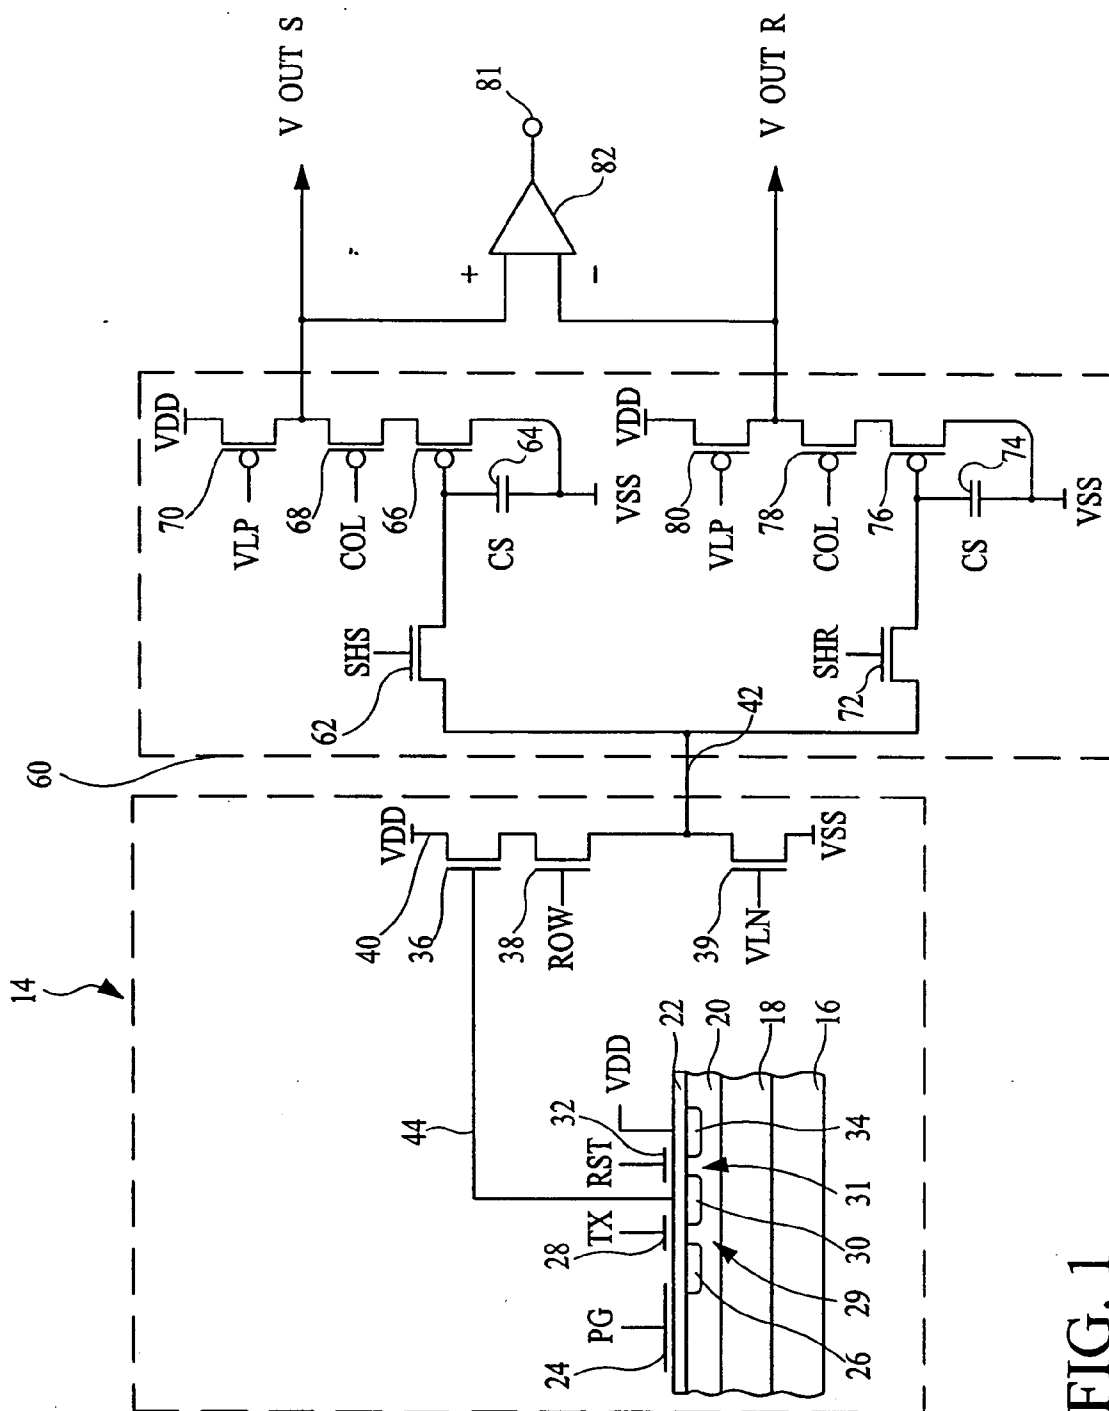 14
60
VDD
40
36
38
ROW
39
VLN
VSS
42
44
PG
24
TX
28
RST
32
VDD
22
20
18
16
26
29
30
31
34
SHS
62
VDD
70
VLP
68
COL
66
64
CS
VSS
SHR
72
VDD
80
VLP
78
COL
76
74
CS
VSS
V OUT S
+
-
81
82
V OUT R
FIG. 1